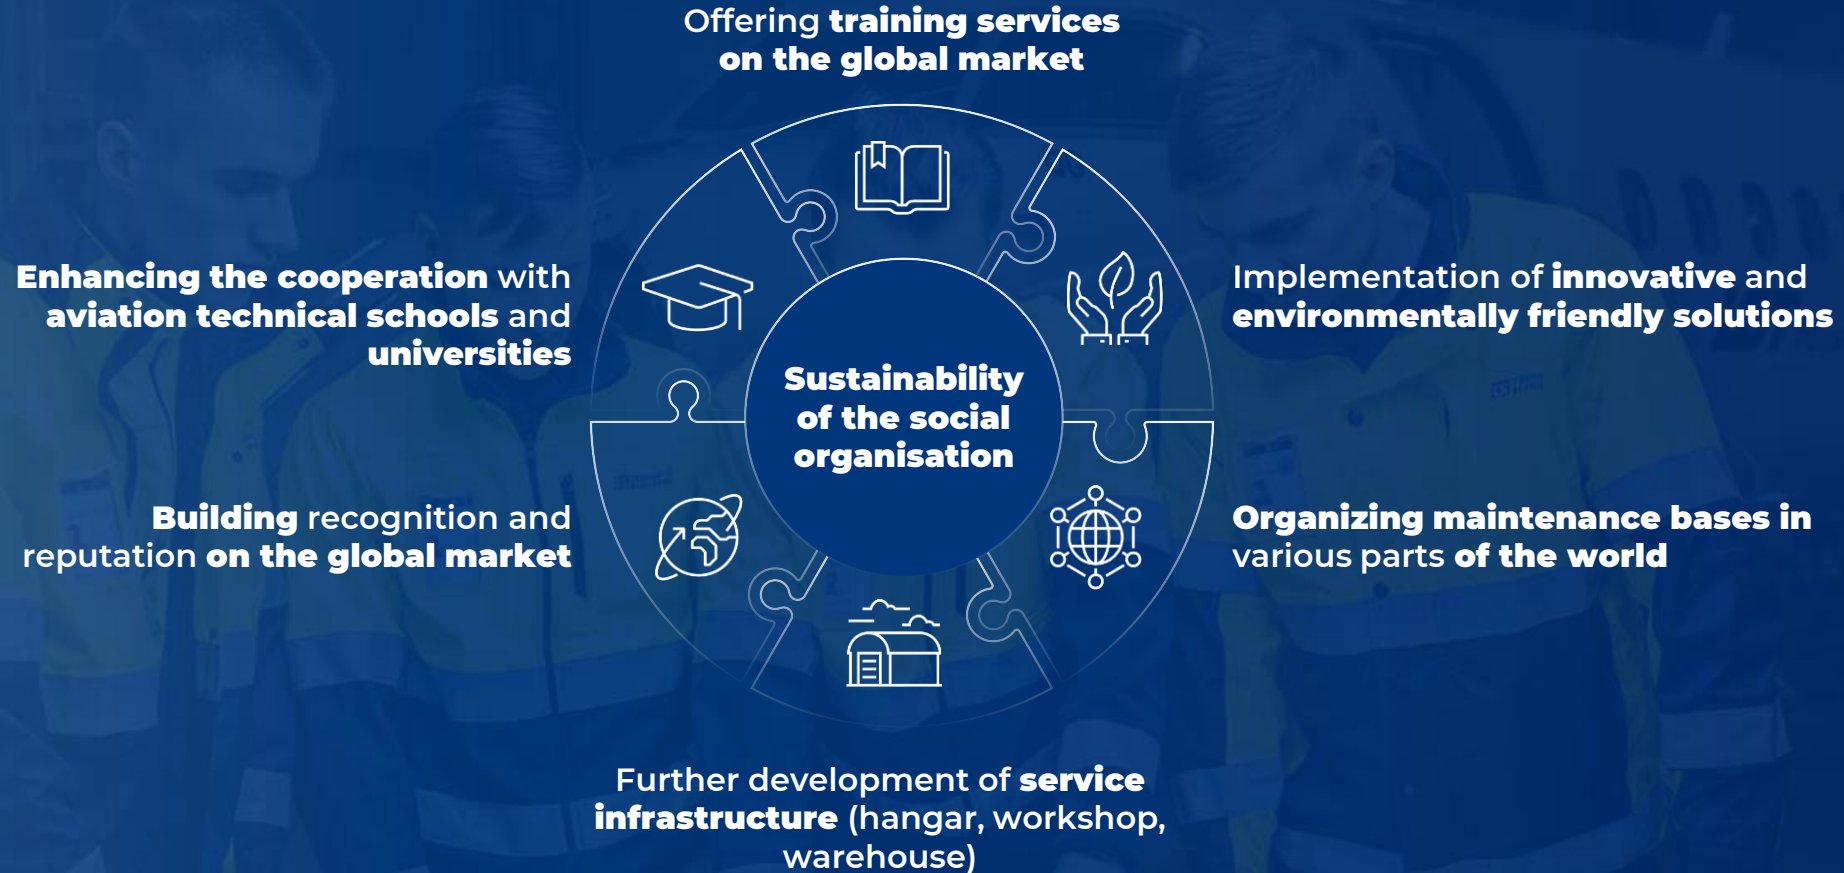 Offering training services
on the global market
Enhancing the cooperation with
aviation technical schools and
universities
Implementation of innovative and
environmentally friendly solutions
Sustainability
of the social
organisation
Building recognition and
reputation on the global market
Organizing maintenance bases in
various parts of the world
Further development of service
infrastructure (hangar, workshop,
warehouse)